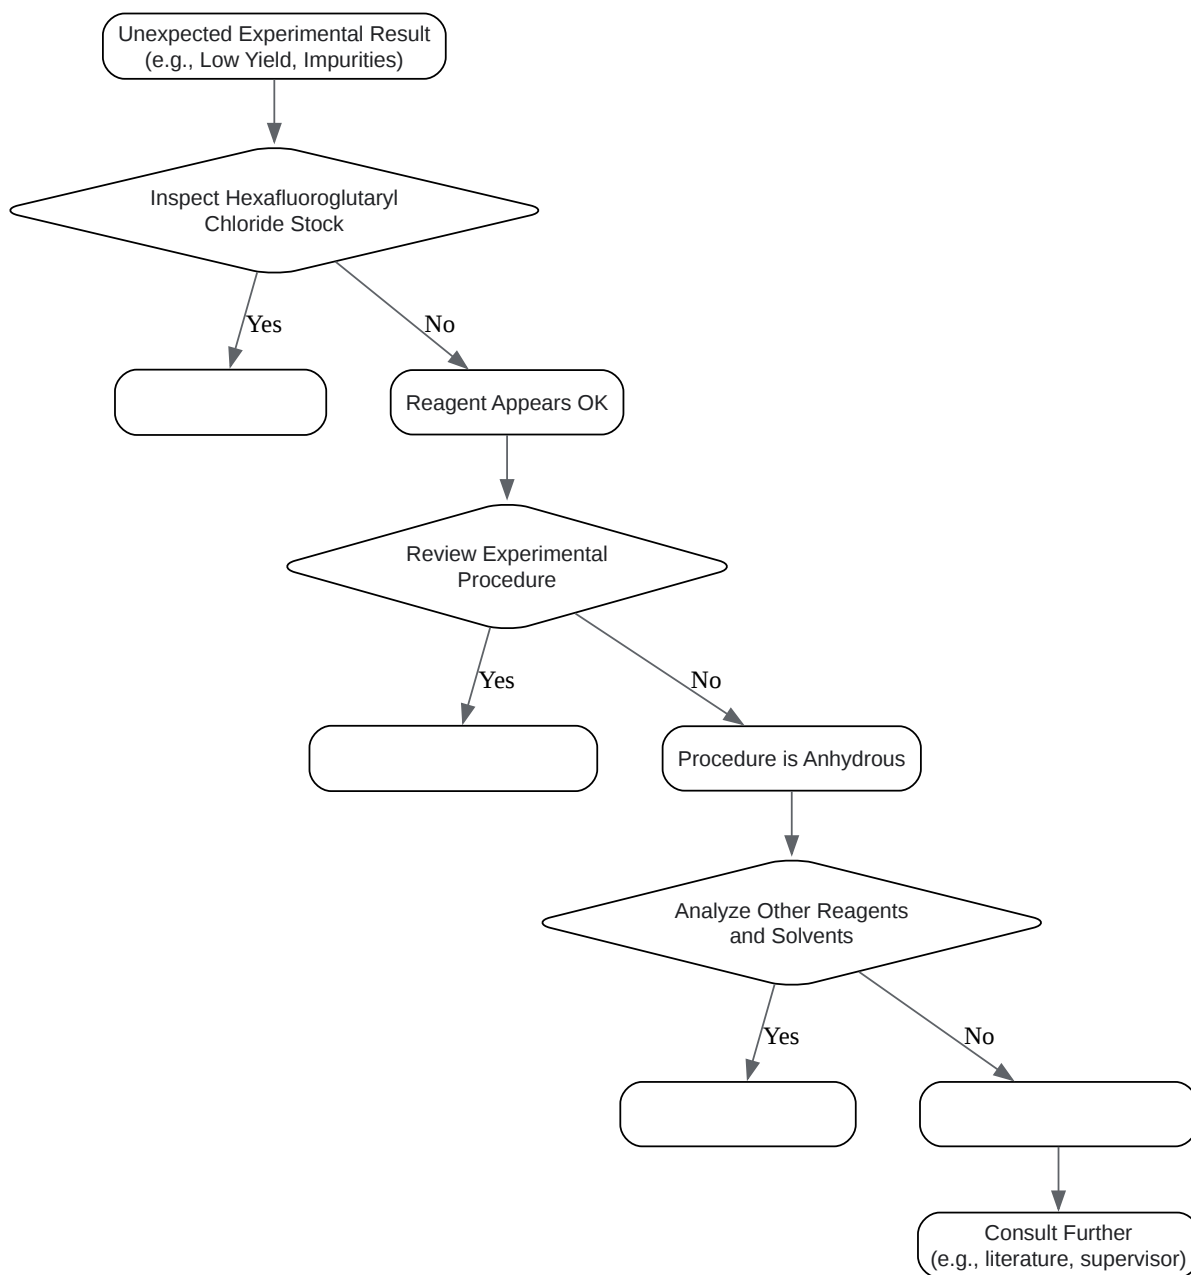 Unexpected Experimental Result
(e.g., Low Yield, Impurities)
Inspect Hexafluoroglutaryl
Chloride Stock
Yes
No
Reagent Appears OK
Review Experimental
Procedure
Yes
No
Procedure is Anhydrous
Analyze Other Reagents
and Solvents
Yes
No
Consult Further
(e.g., literature, supervisor)